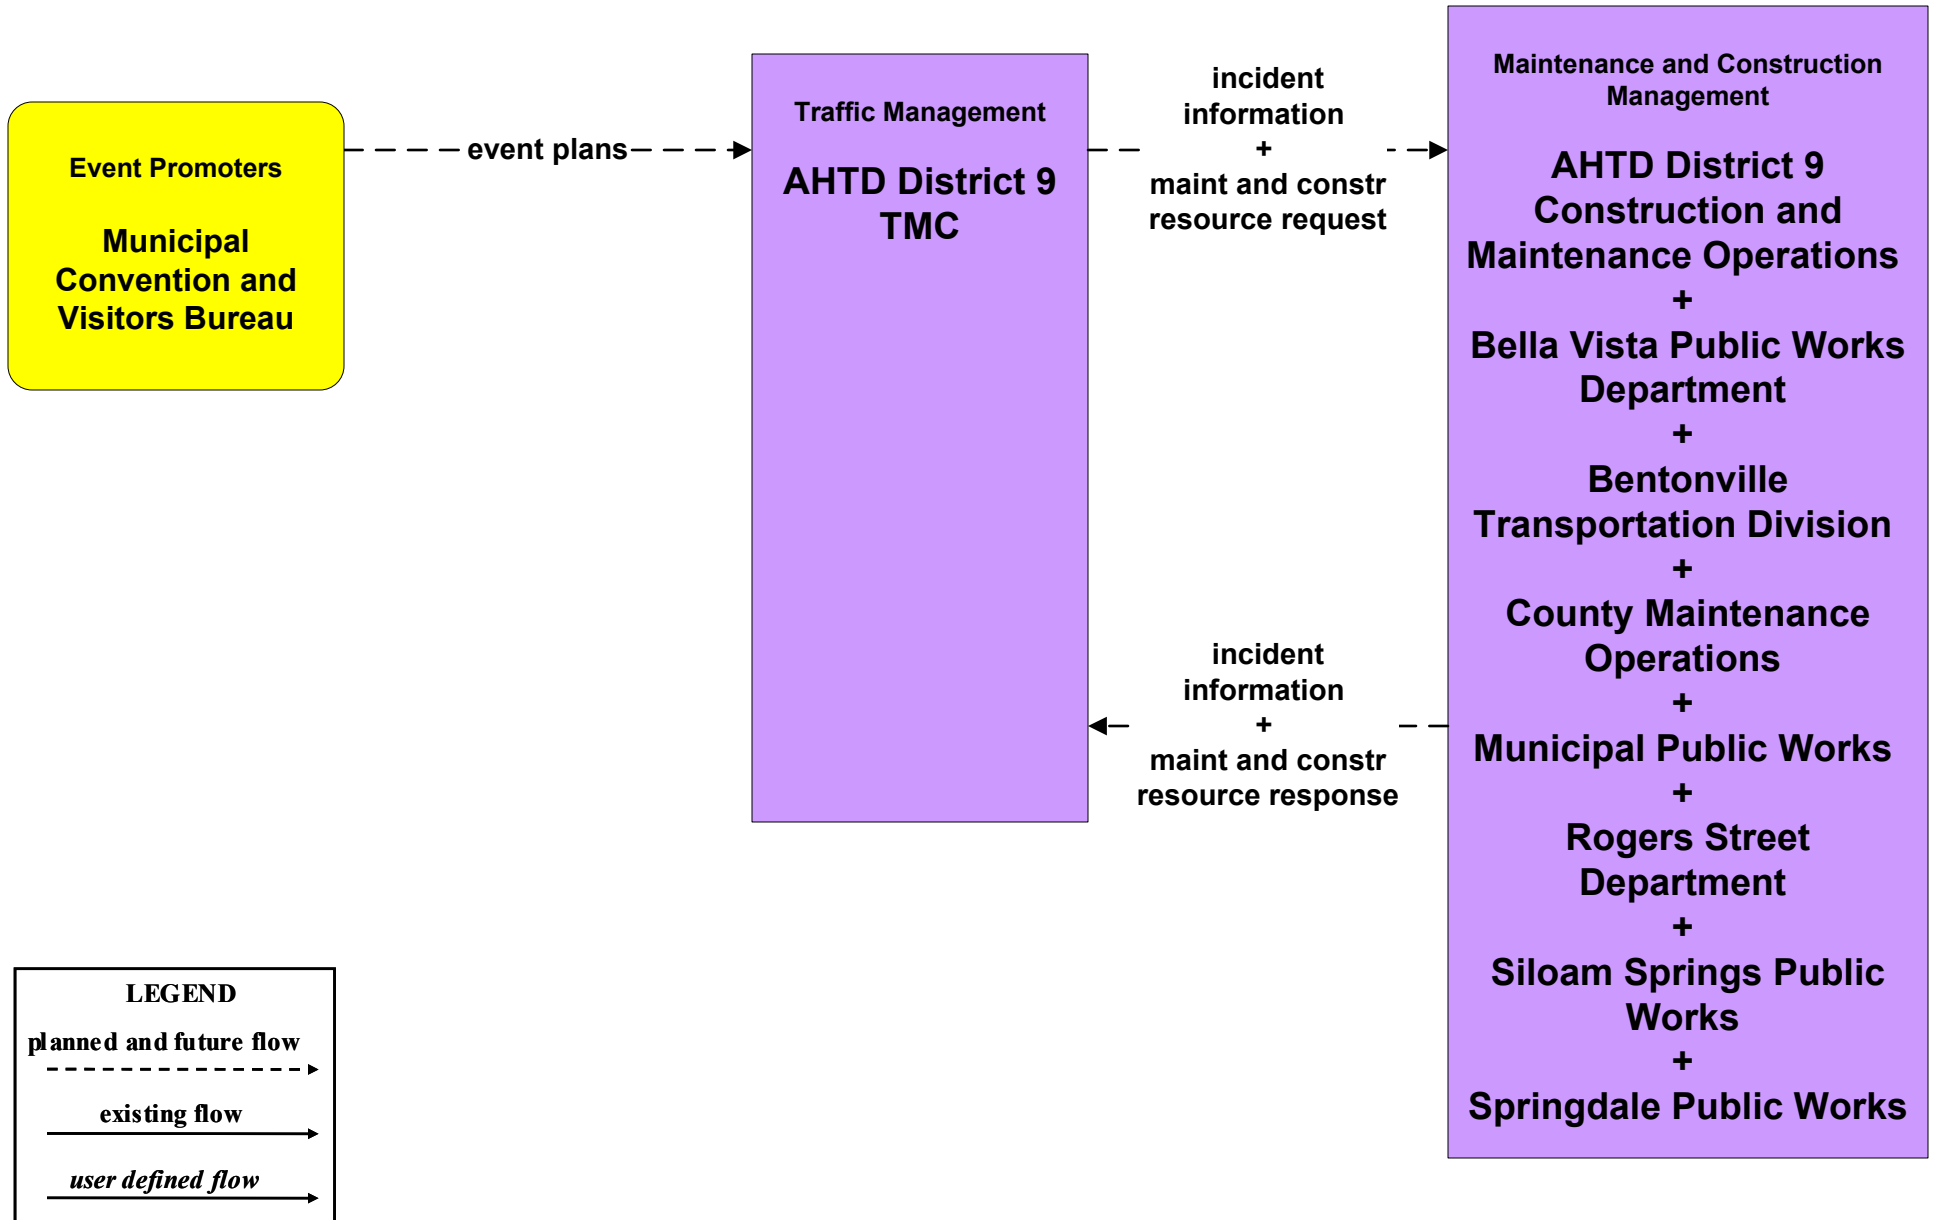 Event Promoters
Municipal
Convention and
Visitors Bureau
event plans
Traffic Management
AHTD District 9
TMC
incident
information
+
maint and constr
resource request
incident
information
+
maint and constr
resource response
Maintenance and Construction
Management
AHTD District 9
Construction and
Maintenance Operations
+
Bella Vista Public Works
Department
+
Bentonville
Transportation Division
+
County Maintenance
Operations
+
Municipal Public Works
+
Rogers Street
Department
+
Siloam Springs Public
Works
+
Springdale Public Works
LEGEND
planned and future flow
existing flow
user defined flow